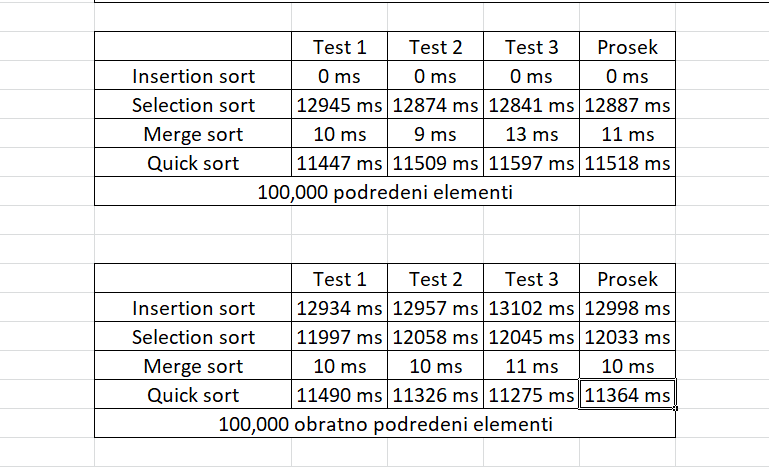 Test 1 Test 2 Test 3 Prosek
Insertion sort 0 ms 0 ms 0 ms 0 ms
Selection sort 12945 ms 12874 ms 12841 ms 12887 ms
Merge sort 10 ms 9 ms 13 ms 11 ms
Quick sort 11447 ms 11509 ms 11597 ms 11518 ms
100,000 podredeni elementi
Test 1 Test 2 Test 3 Prosek
Insertion sort 12934 ms 12957 ms 13102 ms 12998 ms
Selection sort 11997 ms 12058 ms 12045 ms 12033 ms
Merge sort 10 ms 10 ms 11 ms 10 ms
Quick sort 11490 ms 11326 ms 11275 ms 11364 ms
100,000 obratno podredeni elementi